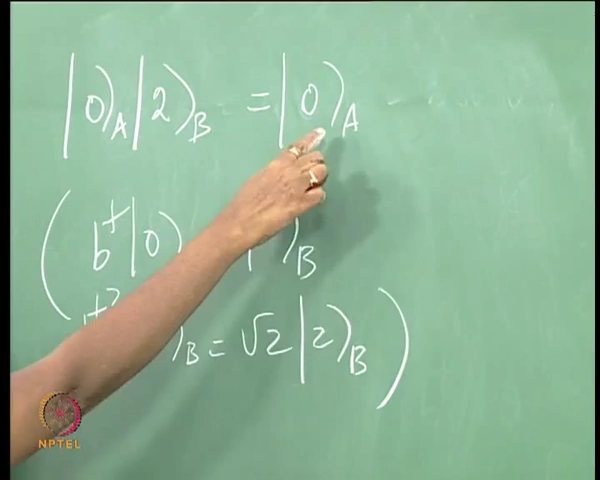 |0)_A |2)_B = |0)_A
( b† |0) | )_B
†² )_B = √2 |2)_B )
NPTEL